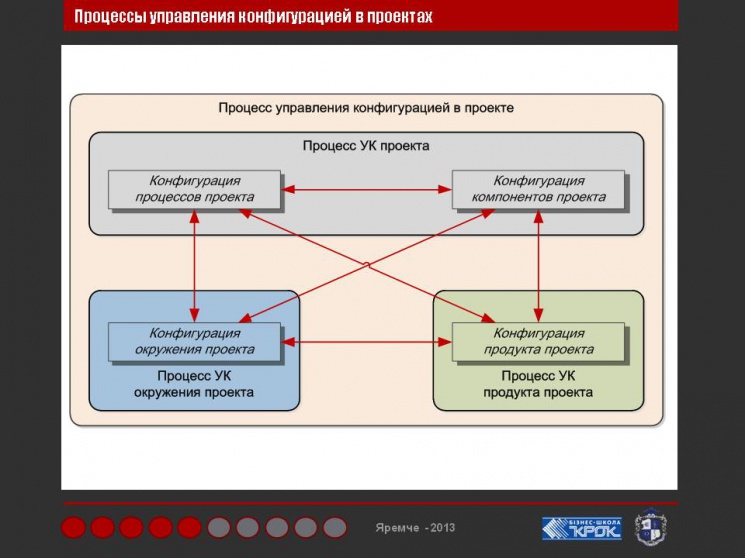 Процессы управления конфигурацией в проектах
Процесс управления конфигурацией в проекте
Процесс УК проекта
Конфигурация
процессов проекта
Конфигурация
компонентов проекта
Конфигурация
окружения проекта
Процесс УК
окружения проекта
Конфигурация
продукта проекта
Процесс УК
продукта проекта
Яремче - 2013
БІЗНЕС-ШКОЛА
КРОК